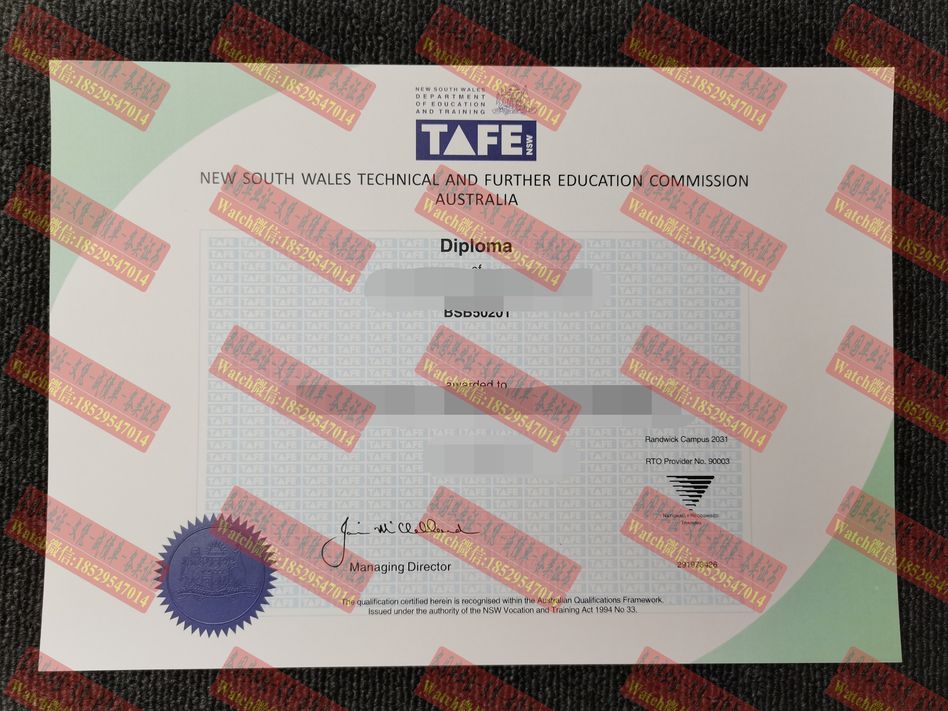 NEW SOUTH WALES
DEPARTMENT
OF EDUCATION
AND TRAINING
TAFE NSW
NEW SOUTH WALES TECHNICAL AND FURTHER EDUCATION COMMISSION
AUSTRALIA
Diploma
of
BSB50201
awarded to
Randwick Campus 2031
RTO Provider No. 90003
NATIONALLY RECOGNISED
TRAINING
Managing Director
The qualification certified herein is recognised within the Australian Qualifications Framework.
Issued under the authority of the NSW Vocation and Training Act 1994 No 33.
Watch微信:18529547014